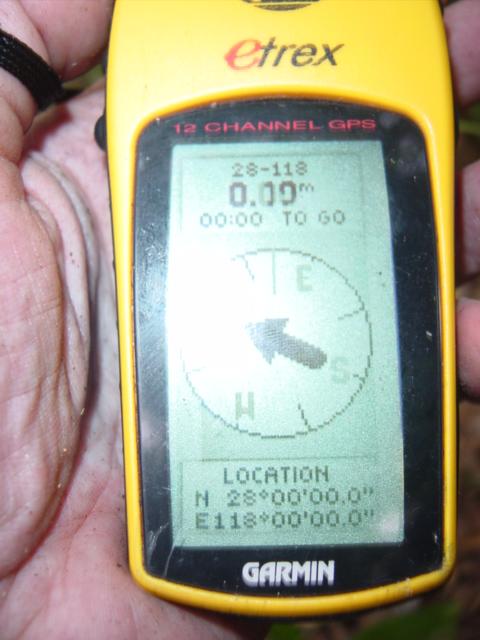 etrex
12 CHANNEL GPS
28-118
0.00m
00:00 TO GO
E
S
W
LOCATION
N 28°00'00.0"
E118°00'00.0"
GARMIN